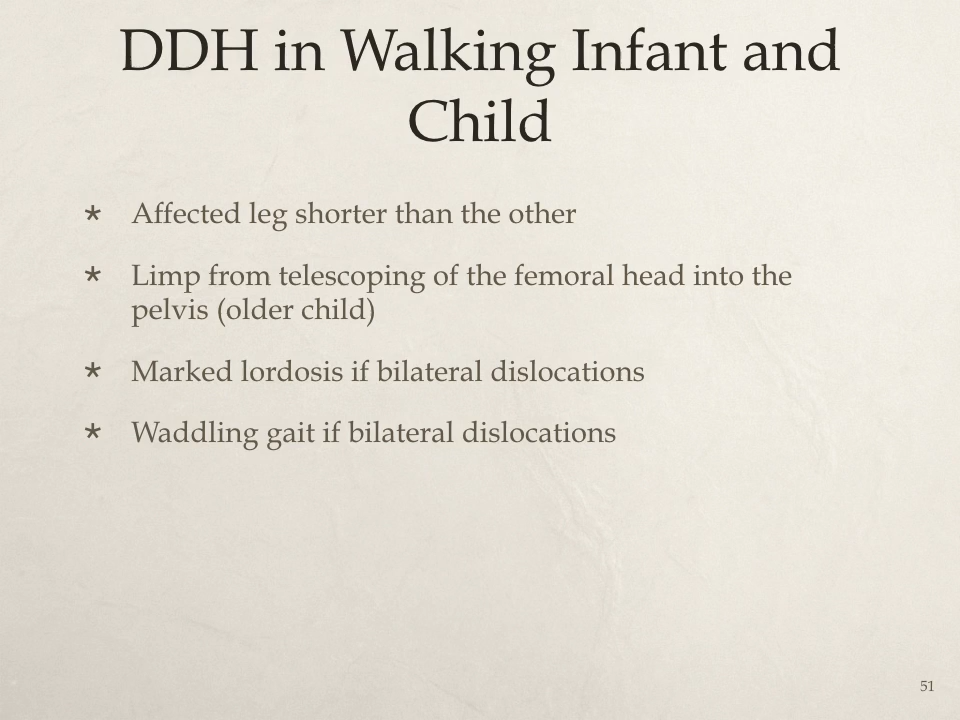 DDH in Walking Infant and
Child
* Affected leg shorter than the other
* Limp from telescoping of the femoral head into the
pelvis (older child)
* Marked lordosis if bilateral dislocations
* Waddling gait if bilateral dislocations
51